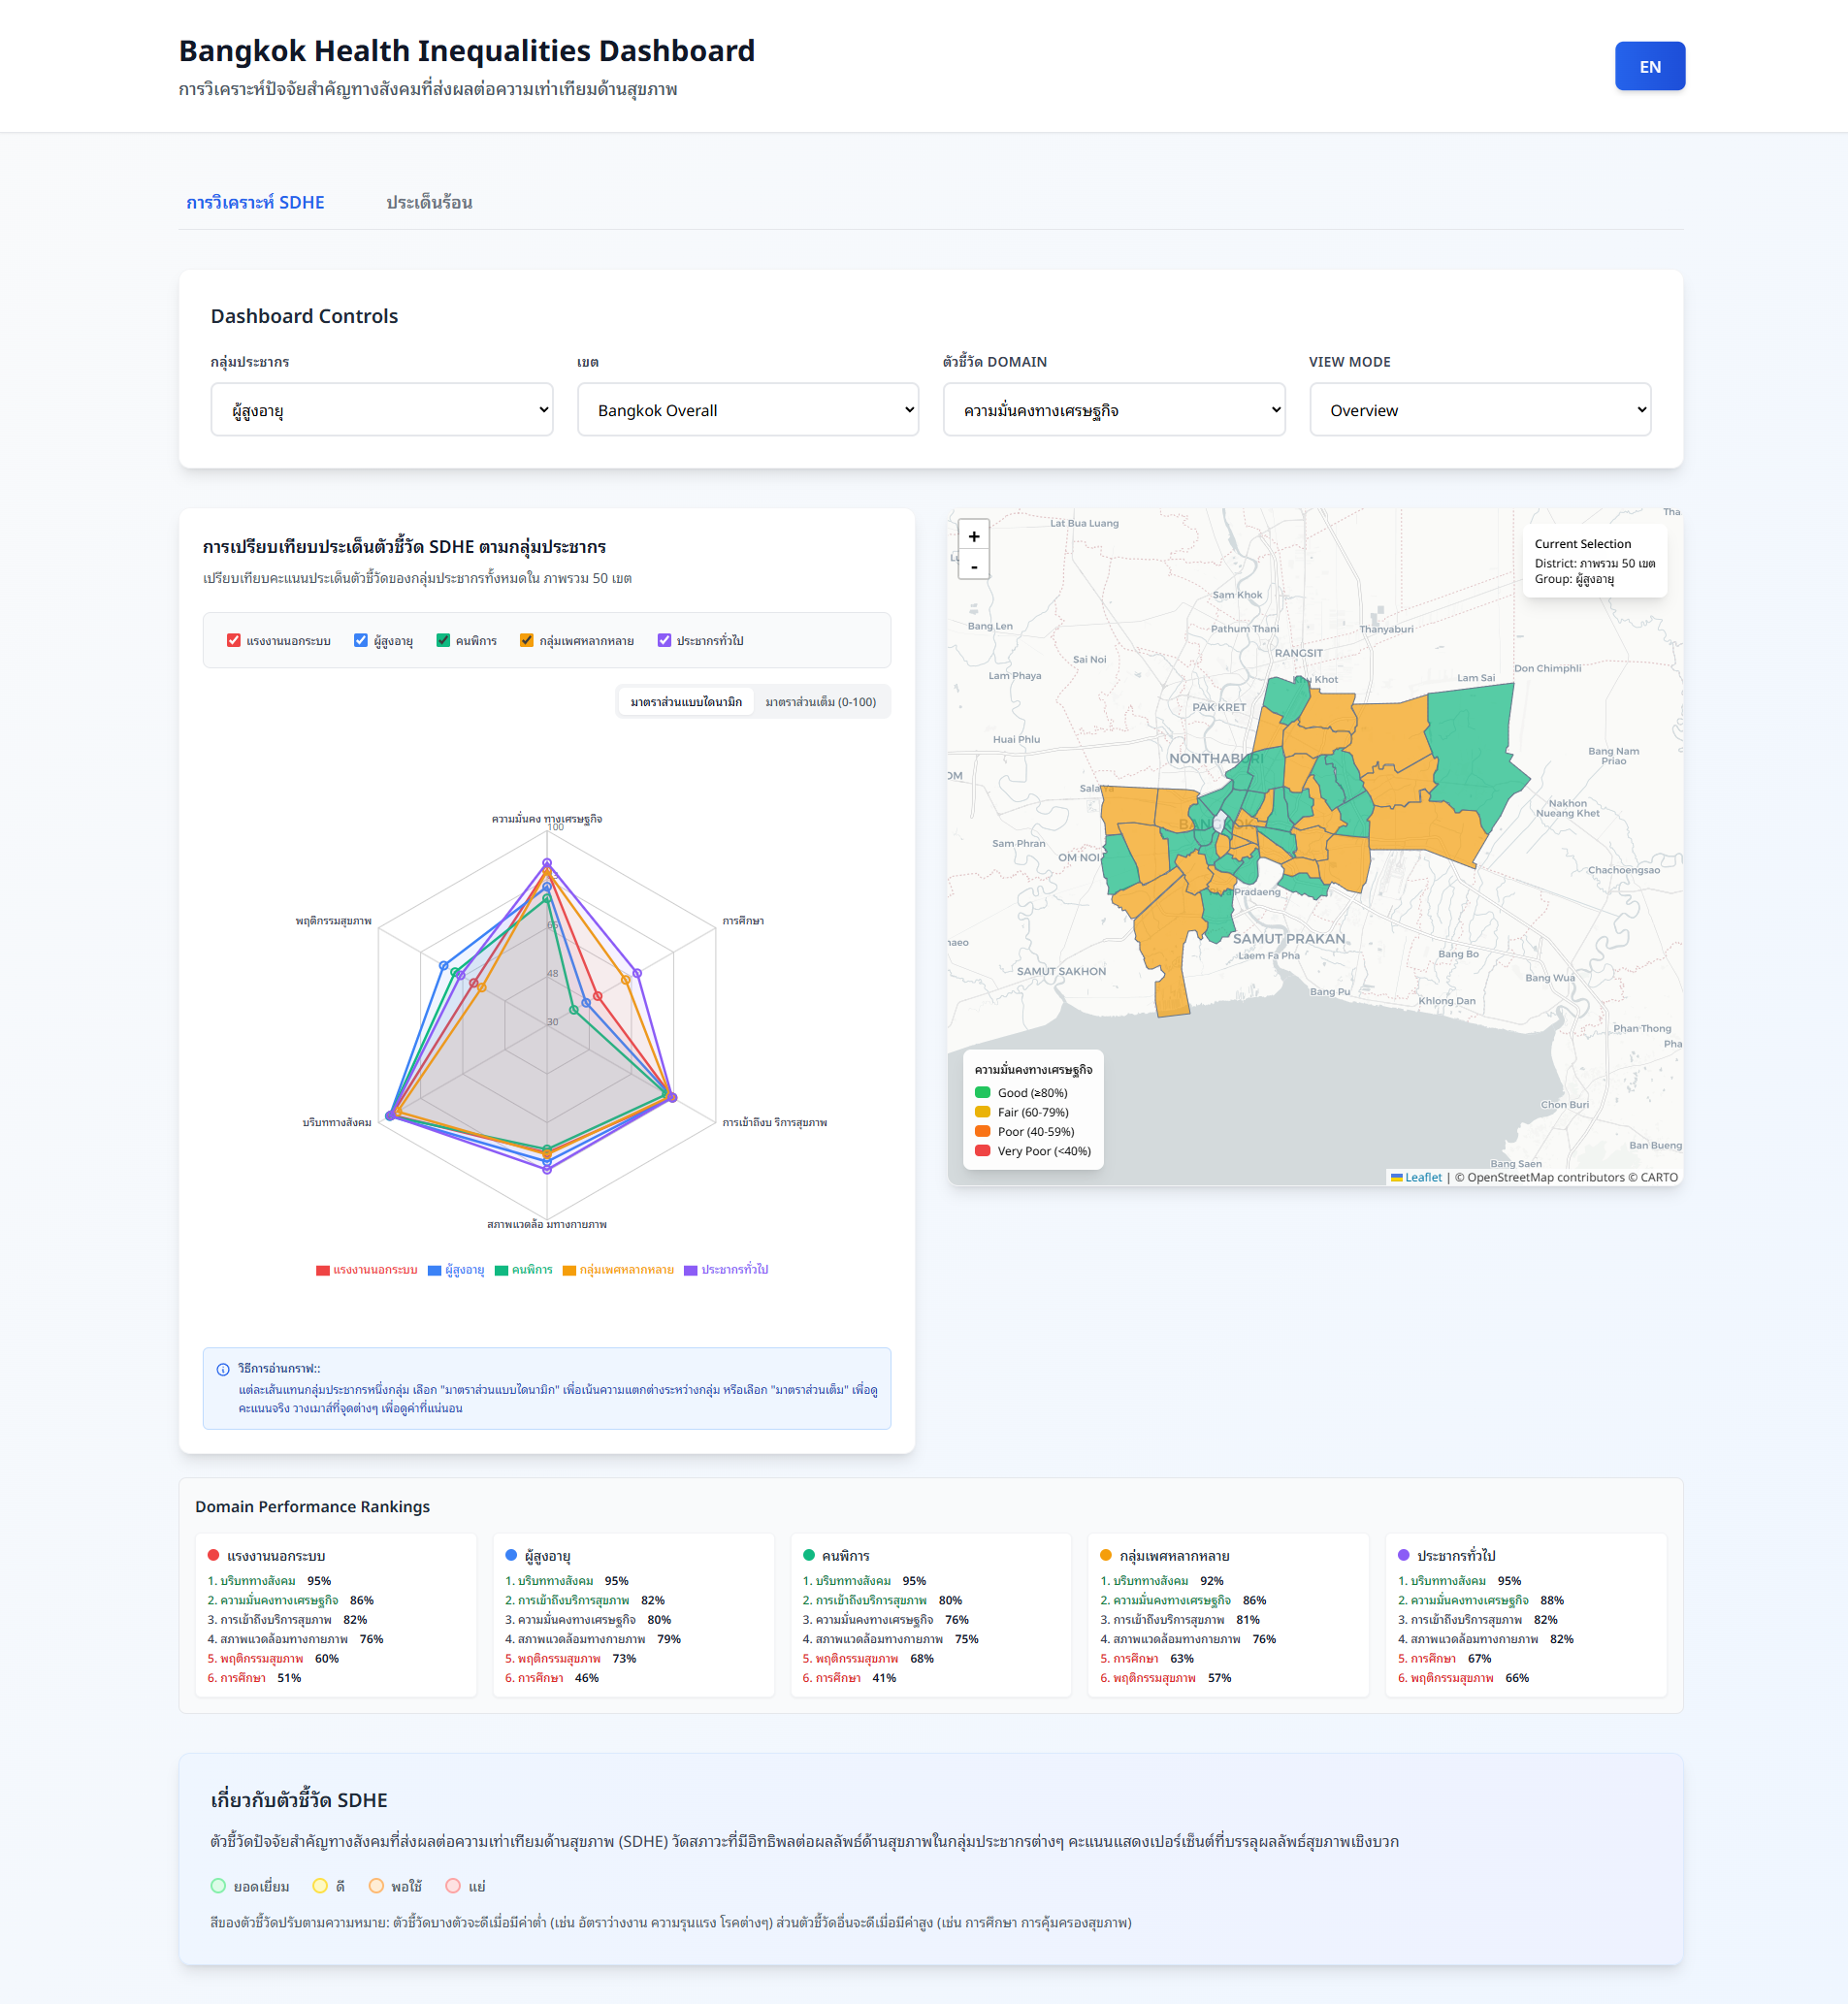 Bangkok Health Inequalities Dashboard
การวิเคราะห์ปัจจัยสำคัญทางสังคมที่ส่งผลต่อความเท่าเทียมด้านสุขภาพ
EN
การวิเคราะห์ SDHE
ประเด็นร้อน
Dashboard Controls
กลุ่มประชากร
เขต
ตัวชี้วัด DOMAIN
VIEW MODE
ผู้สูงอายุ
Bangkok Overall
ความมั่นคงทางเศรษฐกิจ
Overview
การเปรียบเทียบประเด็นตัวชี้วัด SDHE ตามกลุ่มประชากร
เปรียบเทียบคะแนนประเด็นตัวชี้วัดของกลุ่มประชากรทั้งหมดใน ภาพรวม 50 เขต
แรงงานนอกระบบ ผู้สูงอายุ คนพิการ กลุ่มเพศหลากหลาย ประชากรทั่วไป
มาตราส่วนแบบไดนามิก มาตราส่วนเต็ม (0-100)
ความมั่นคง ทางเศรษฐกิจ
100
65
48
30
พฤติกรรมสุขภาพ
การศึกษา
บริบททางสังคม
การเข้าถึงบ ริการสุขภาพ
สภาพแวดล้อ มทางกายภาพ
แรงงานนอกระบบ ผู้สูงอายุ คนพิการ กลุ่มเพศหลากหลาย ประชากรทั่วไป
วิธีการอ่านกราฟ::
แต่ละเส้นแทนกลุ่มประชากรหนึ่งกลุ่ม เลือก "มาตราส่วนแบบไดนามิก" เพื่อเน้นความแตกต่างระหว่างกลุ่ม หรือเลือก "มาตราส่วนเต็ม" เพื่อดู
คะแนนจริง วางเมาส์ที่จุดต่างๆ เพื่อดูค่าที่แน่นอน
+
-
Current Selection
District: ภาพรวม 50 เขต
Group: ผู้สูงอายุ
Tha
Lat Bua Luang
Sam Khok
Bang Len
Pathum Thani
Thanyaburi
Sai Noi
RANGSIT
Don Chimphli
Lam Phaya
Lam Sai
PAK KRET
Huai Phlu
Bang Nam
Priao
NONTHABURI
OM
Nakhon
Nueang Khet
BANGKOK
Sam Phran
OM NOI
Chachoengsao
Pradaeng
SAMUT PRAKAN
naeo
Laem Fa Pha
Bang Bo
SAMUT SAKHON
Bang Wua
Bang Pu
Khlong Dan
Phan Thong
Pha
Chon Buri
Ban Bueng
Bang Saen
ความมั่นคงทางเศรษฐกิจ
Good (≥80%)
Fair (60-79%)
Poor (40-59%)
Very Poor (<40%)
Leaflet | © OpenStreetMap contributors © CARTO
Domain Performance Rankings
แรงงานนอกระบบ
1. บริบททางสังคม 95%
2. ความมั่นคงทางเศรษฐกิจ 86%
3. การเข้าถึงบริการสุขภาพ 82%
4. สภาพแวดล้อมทางกายภาพ 76%
5. พฤติกรรมสุขภาพ 60%
6. การศึกษา 51%
ผู้สูงอายุ
1. บริบททางสังคม 95%
2. การเข้าถึงบริการสุขภาพ 82%
3. ความมั่นคงทางเศรษฐกิจ 80%
4. สภาพแวดล้อมทางกายภาพ 79%
5. พฤติกรรมสุขภาพ 73%
6. การศึกษา 46%
คนพิการ
1. บริบททางสังคม 95%
2. การเข้าถึงบริการสุขภาพ 80%
3. ความมั่นคงทางเศรษฐกิจ 76%
4. สภาพแวดล้อมทางกายภาพ 75%
5. พฤติกรรมสุขภาพ 68%
6. การศึกษา 41%
กลุ่มเพศหลากหลาย
1. บริบททางสังคม 92%
2. ความมั่นคงทางเศรษฐกิจ 86%
3. การเข้าถึงบริการสุขภาพ 81%
4. สภาพแวดล้อมทางกายภาพ 76%
5. การศึกษา 63%
6. พฤติกรรมสุขภาพ 57%
ประชากรทั่วไป
1. บริบททางสังคม 95%
2. ความมั่นคงทางเศรษฐกิจ 88%
3. การเข้าถึงบริการสุขภาพ 82%
4. สภาพแวดล้อมทางกายภาพ 82%
5. การศึกษา 67%
6. พฤติกรรมสุขภาพ 66%
เกี่ยวกับตัวชี้วัด SDHE
ตัวชี้วัดปัจจัยสำคัญทางสังคมที่ส่งผลต่อความเท่าเทียมด้านสุขภาพ (SDHE) วัดสภาวะที่มีอิทธิพลต่อผลลัพธ์ด้านสุขภาพในกลุ่มประชากรต่างๆ คะแนนแสดงเปอร์เซ็นต์ที่บรรลุผลลัพธ์สุขภาพเชิงบวก
ยอดเยี่ยม ดี พอใช้ แย่
สีของตัวชี้วัดปรับตามความหมาย: ตัวชี้วัดบางตัวจะดีเมื่อมีค่าต่ำ (เช่น อัตราว่างงาน ความรุนแรง โรคต่างๆ) ส่วนตัวชี้วัดอื่นจะดีเมื่อมีค่าสูง (เช่น การศึกษา การคุ้มครองสุขภาพ)